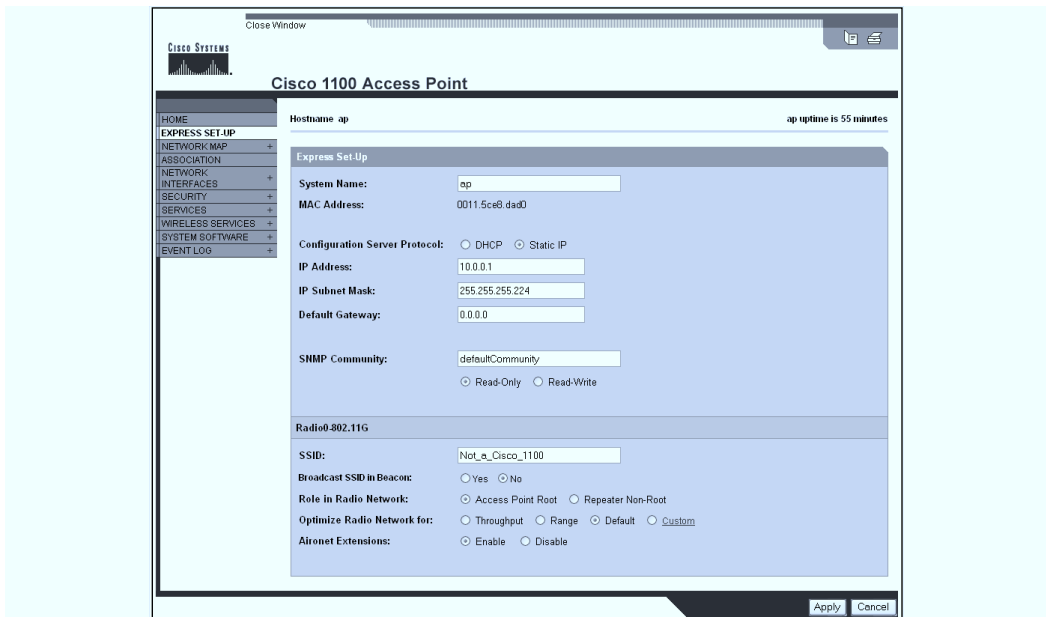 Close Window
CISCO SYSTEMS
Cisco 1100 Access Point
HOME
EXPRESS SET-UP
NETWORK MAP +
ASSOCIATION
NETWORK
INTERFACES +
SECURITY +
SERVICES +
WIRELESS SERVICES +
SYSTEM SOFTWARE +
EVENT LOG +
Hostname ap
ap uptime is 55 minutes
Express Set-Up
System Name: ap
MAC Address: 0011.5ce8.dad0
Configuration Server Protocol: DHCP Static IP
IP Address: 10.0.0.1
IP Subnet Mask: 255.255.255.224
Default Gateway: 0.0.0.0
SNMP Community: defaultCommunity
Read-Only Read-Write
Radio0-802.11G
SSID: Not_a_Cisco_1100
Broadcast SSID in Beacon: Yes No
Role in Radio Network: Access Point Root Repeater Non-Root
Optimize Radio Network for: Throughput Range Default Custom
Aironet Extensions: Enable Disable
Apply Cancel